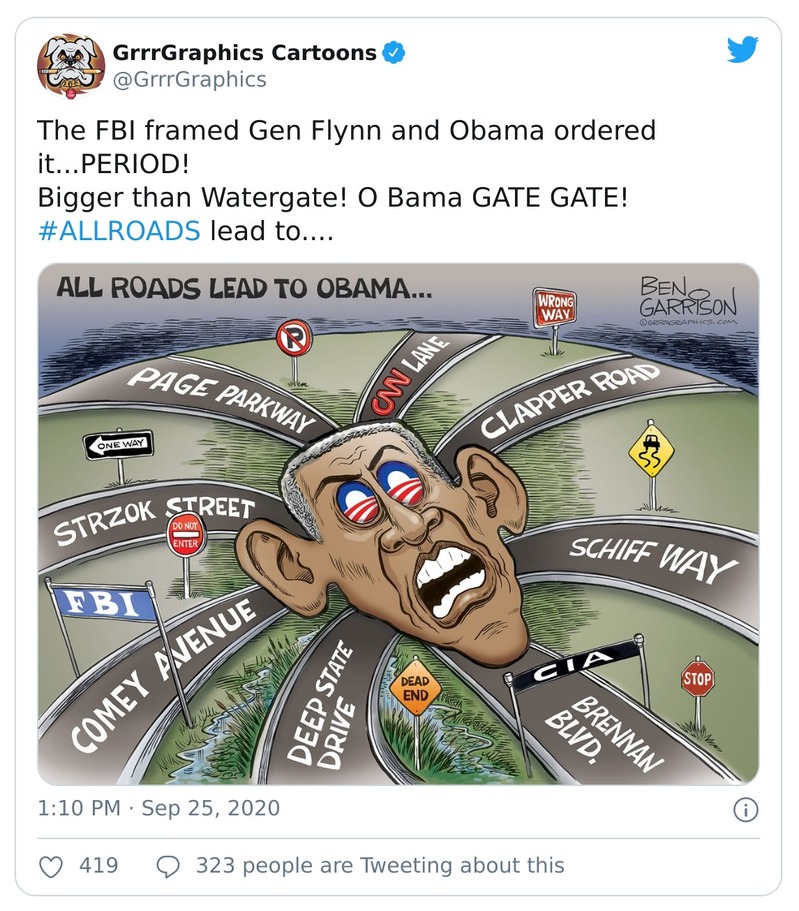 GrrrGraphics Cartoons
@GrrrGraphics
The FBI framed Gen Flynn and Obama ordered
it...PERIOD!
Bigger than Watergate! O Bama GATE GATE!
#ALLROADS lead to....
ALL ROADS LEAD TO OBAMA...
BEN
GARRISON
©GRRRGRAPHICS.COM
WRONG
WAY
P
CNN LANE
PAGE PARKWAY
CLAPPER ROAD
ONE WAY
STRZOK STREET
DO NOT
ENTER
SCHIFF WAY
FBI
COMEY AVENUE
DEEP STATE
DRIVE
DEAD
END
CIA
STOP
BRENNAN
BLVD.
1:10 PM · Sep 25, 2020
419
323 people are Tweeting about this